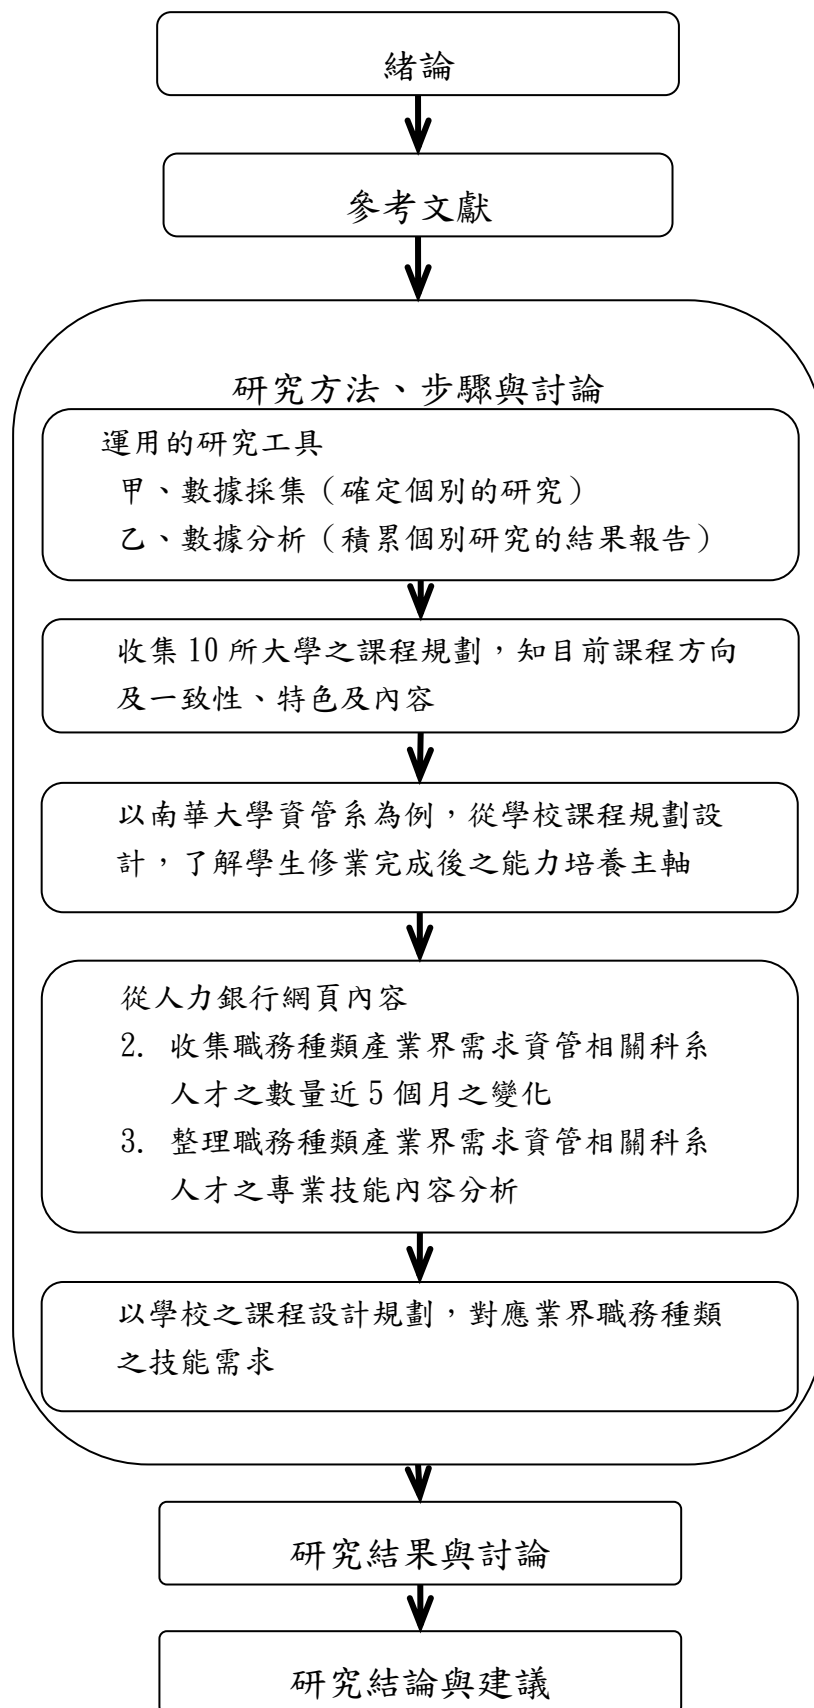 緒論
參考文獻
研究方法、步驟與討論
運用的研究工具
甲、數據採集（確定個別的研究）
乙、數據分析（積累個別研究的結果報告）
收集 10 所大學之課程規劃，知目前課程方向
及一致性、特色及內容
以南華大學資管系為例，從學校課程規劃設
計，了解學生修業完成後之能力培養主軸
從人力銀行網頁內容
2. 收集職務種類產業界需求資管相關科系
人才之數量近 5 個月之變化
3. 整理職務種類產業界需求資管相關科系
人才之專業技能內容分析
以學校之課程設計規劃，對應業界職務種類
之技能需求
研究結果與討論
研究結論與建議